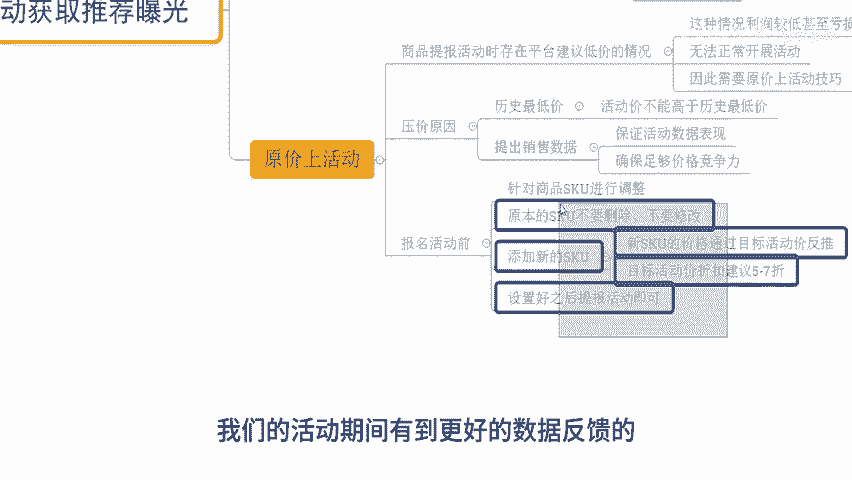 动获取推荐曝光
这种情况利润较低甚至亏损
商品提报活动时存在平台建议低价的情况
无法正常开展活动
因此需要原价上活动技巧
历史最低价
活动价不能高于历史最低价
压价原因
保证活动数据表现
提出销售数据
确保足够价格竞争力
原价上活动
针对商品SKU进行调整
原本的SKU不要删除、不要修改
报名活动前
新SKU的价格通过目标活动价反推
添加新的SKU
目标活动价折扣建议5-7折
设置好之后提报活动即可
我们的活动期间有到更好的数据反馈的